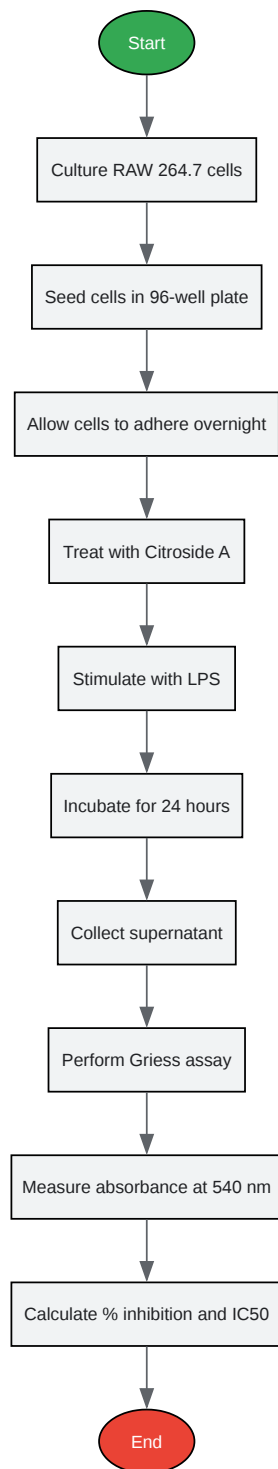 Start
Culture RAW 264.7 cells
Seed cells in 96-well plate
Allow cells to adhere overnight
Treat with Citroside A
Stimulate with LPS
Incubate for 24 hours
Collect supernatant
Perform Griess assay
Measure absorbance at 540 nm
Calculate % inhibition and IC50
End